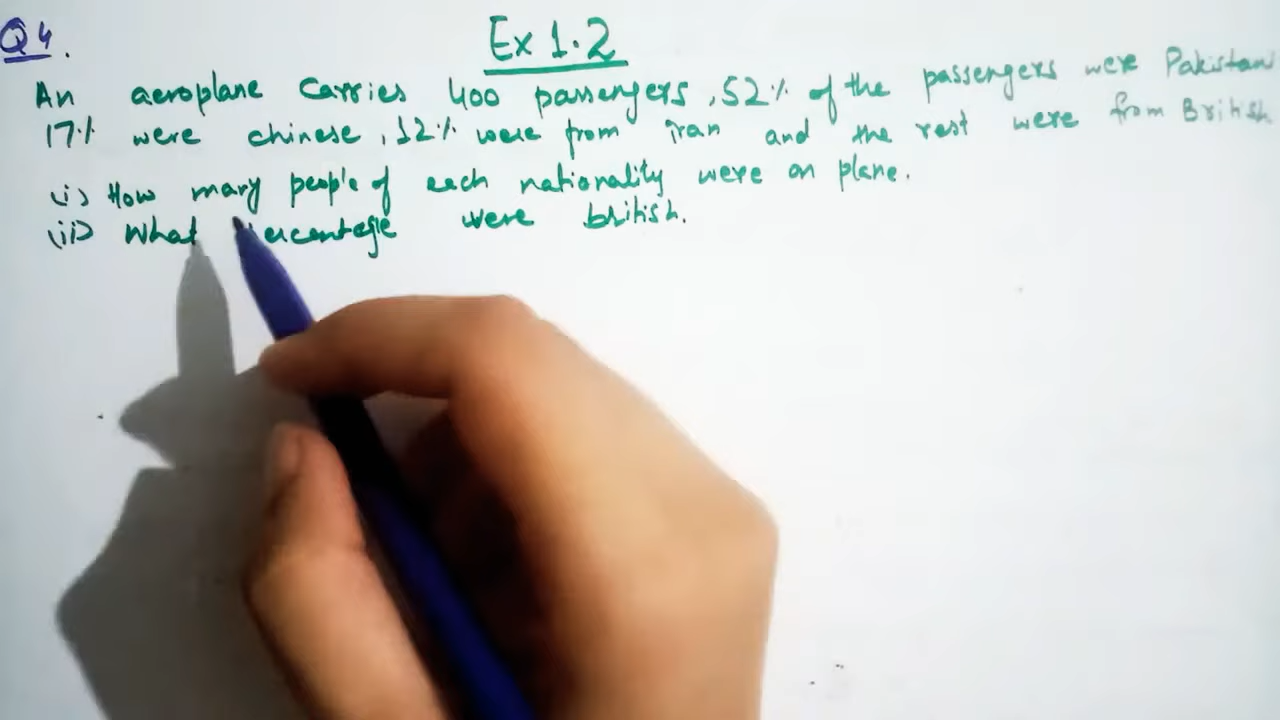 Q4.
Ex 1.2
An aeroplane carries 400 passengers, 52% of the passengers were Pakistani
17% were chinese, 12% were from iran and the rest were from British
(i) How many people of each nationality were on plane.
(ii) What percentage were british.